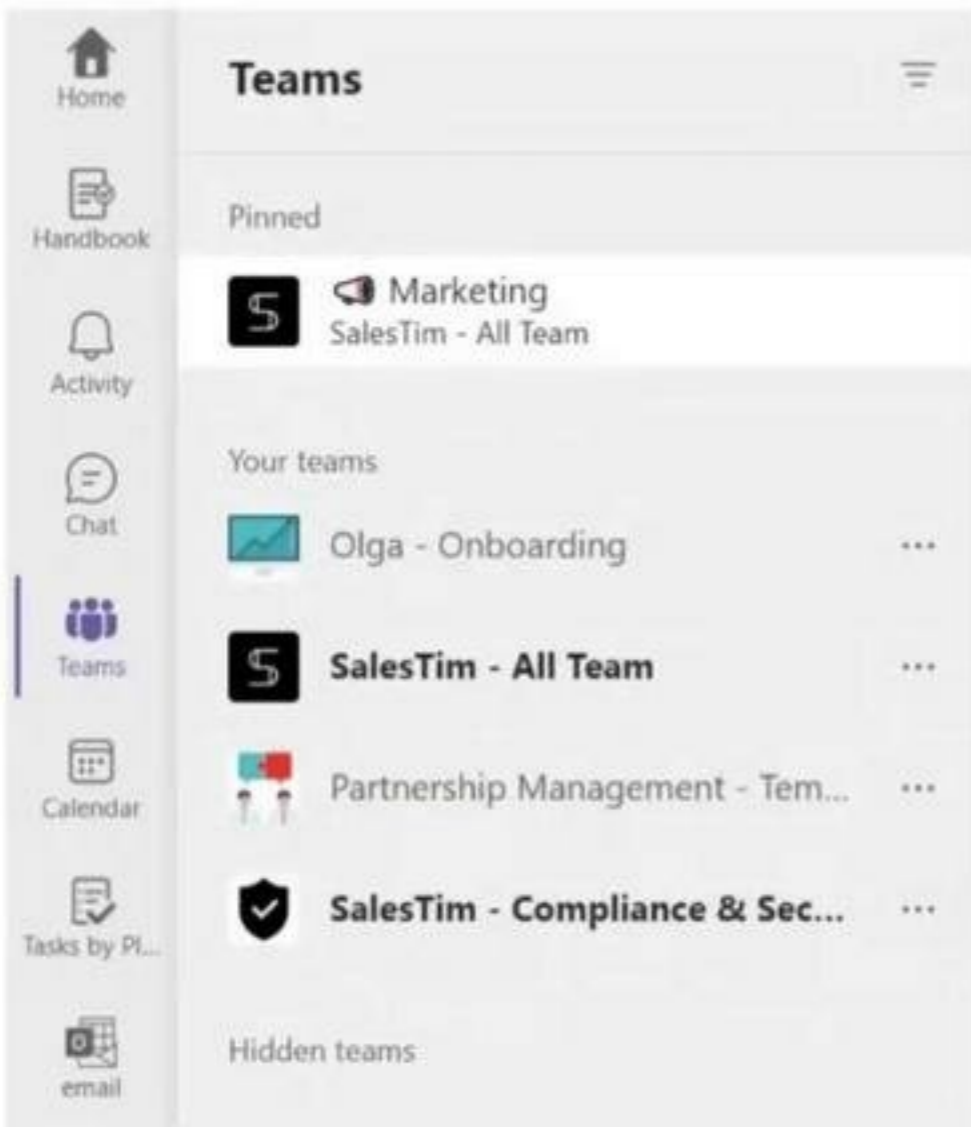 Home
Handbook
Activity
Chat
Teams
Calendar
Tasks by Pl...
email
Teams
Pinned
Marketing
SalesTim - All Team
Your teams
Olga - Onboarding
SalesTim - All Team
Partnership Management - Tem...
SalesTim - Compliance & Sec...
Hidden teams